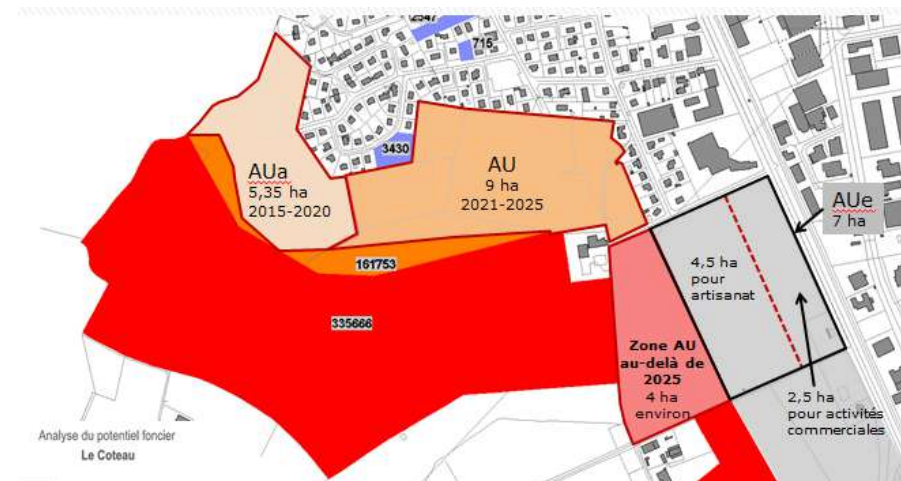 2547
715
3430
AUa
5,35 ha
2015-2020
AU
9 ha
2021-2025
AUe
7 ha
4,5 ha
pour
artisanat
161753
335666
Zone AU
au-delà de
2025
4 ha
environ
2,5 ha
pour activités
commerciales
Analyse du potentiel foncier
Le Coteau